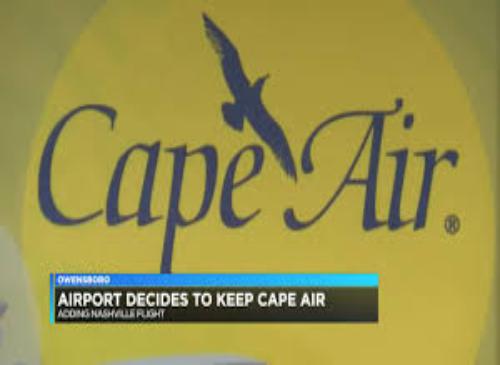 Cape Air®
OWENSBORO
AIRPORT DECIDES TO KEEP CAPE AIR
ADDING NASHVILLE FLIGHT